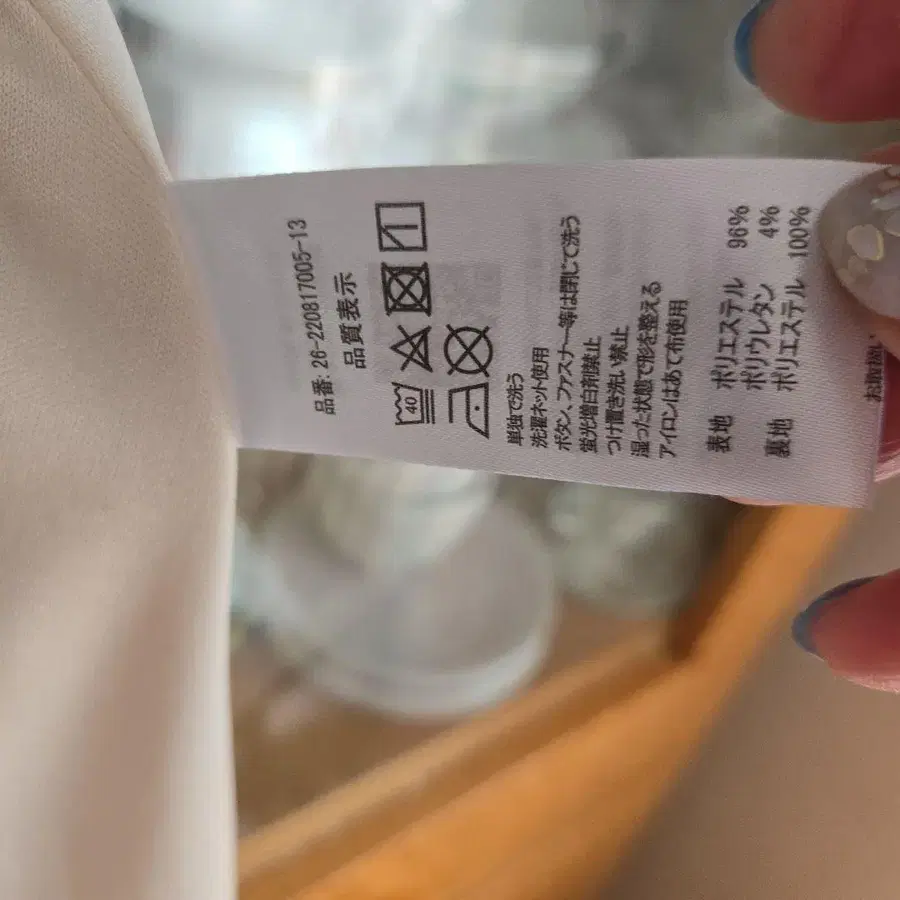 品番: 26-220817005-13
品質表示
40
単独で洗う
洗濯ネット使用
ボタン、ファスナー等は閉じて洗う
蛍光増白剤禁止
つけ置き洗い禁止
湿った状態で形を整える
アイロンはあて布使用
表地 ポリエステル 96%
ポリウレタン 4%
裏地 ポリエステル 100%
お取扱い